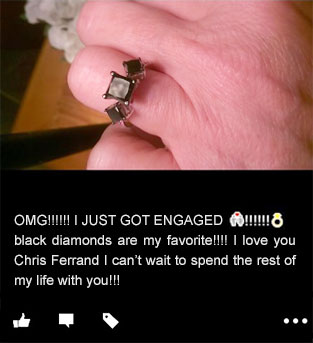 OMG!!!!!! I JUST GOT ENGAGED 👰!!!!!!💍
black diamonds are my favorite!!!! I love you
Chris Ferrand I can't wait to spend the rest of
my life with you!!!